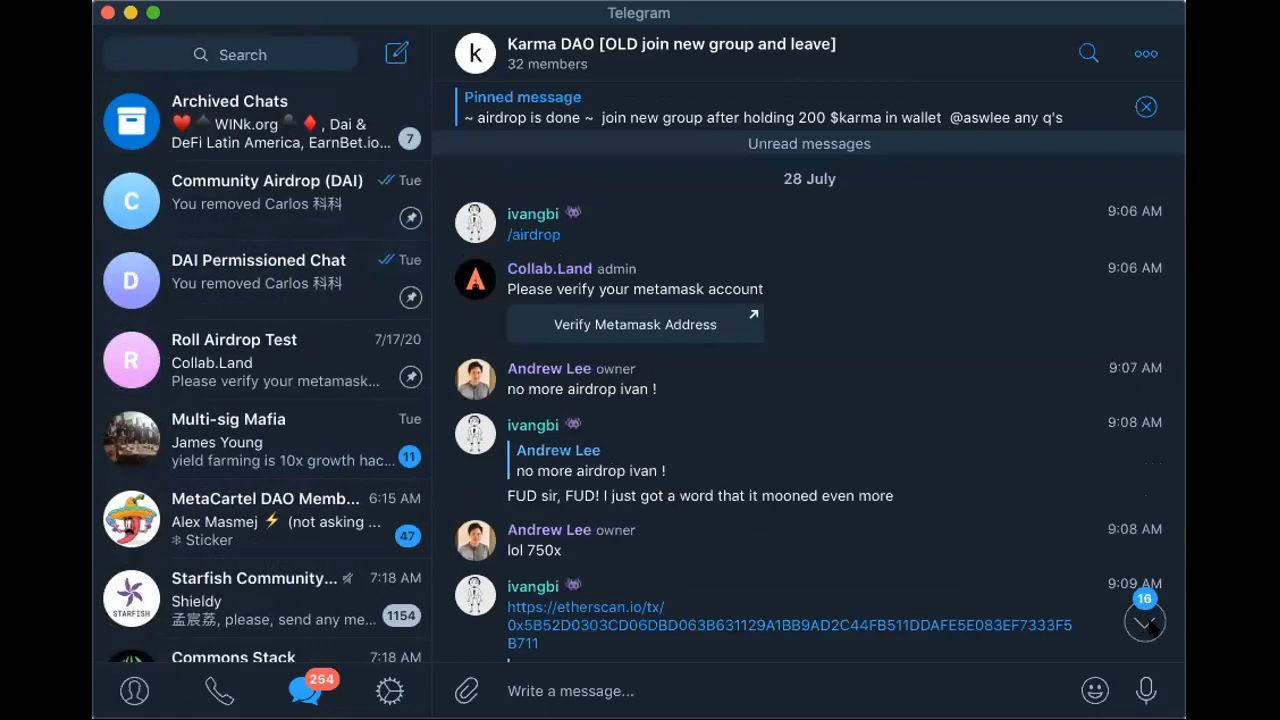 Telegram
Search
Archived Chats
❤️ ♠️ WINk.org ♠️ ♦️ , Dai &
DeFi Latin America, EarnBet.io...
7
C
Community Airdrop (DAI)
Tue
You removed Carlos 科科
D
DAI Permissioned Chat
Tue
You removed Carlos 科科
R
Roll Airdrop Test
7/17/20
Collab.Land
Please verify your metamask...
Multi-sig Mafia
Tue
James Young
yield farming is 10x growth hac...
11
MetaCartel DAO Memb...
6:15 AM
Alex Masmej ⚡ (not asking ...
❄ Sticker
47
STARFISH
Starfish Community...
7:18 AM
Shieldy
孟宸荔, please, send any me...
1154
Commons Stack
7:18 AM
254
k
Karma DAO [OLD join new group and leave]
32 members
Pinned message
~ airdrop is done ~ join new group after holding 200 $karma in wallet @aswlee any q's
Unread messages
28 July
ivangbi 👾
9:06 AM
/airdrop
Collab.Land admin
9:06 AM
Please verify your metamask account
Verify Metamask Address
Andrew Lee owner
9:07 AM
no more airdrop ivan !
ivangbi 👾
9:08 AM
Andrew Lee
no more airdrop ivan !
FUD sir, FUD! I just got a word that it mooned even more
Andrew Lee owner
9:08 AM
lol 750x
ivangbi 👾
9:09 AM
https://etherscan.io/tx/
0x5B52D0303CD06DBD063B631129A1BB9AD2C44FB511DDAFE5E083EF7333F5
B711
16
Write a message...